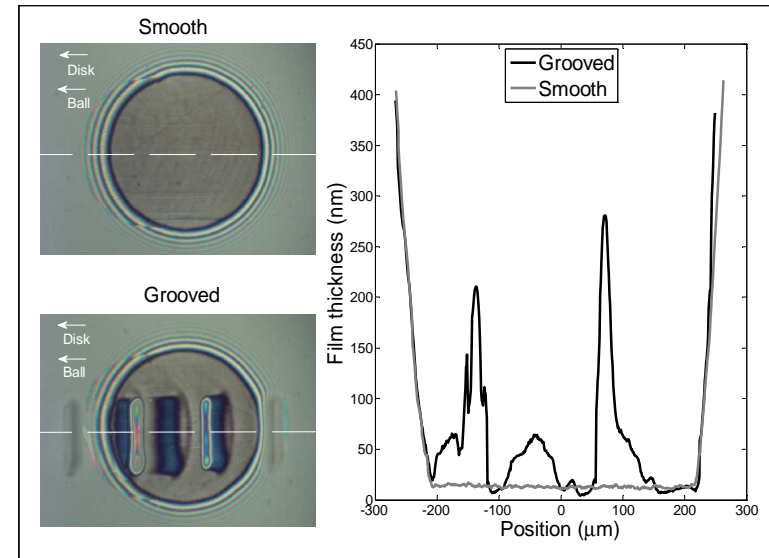 Smooth
Disk
Ball
Grooved
Disk
Ball
450
400
350
300
250
200
150
100
50
0
Film thickness (nm)
Grooved
Smooth
-300 -200 -100 0 100 200 300
Position (μm)